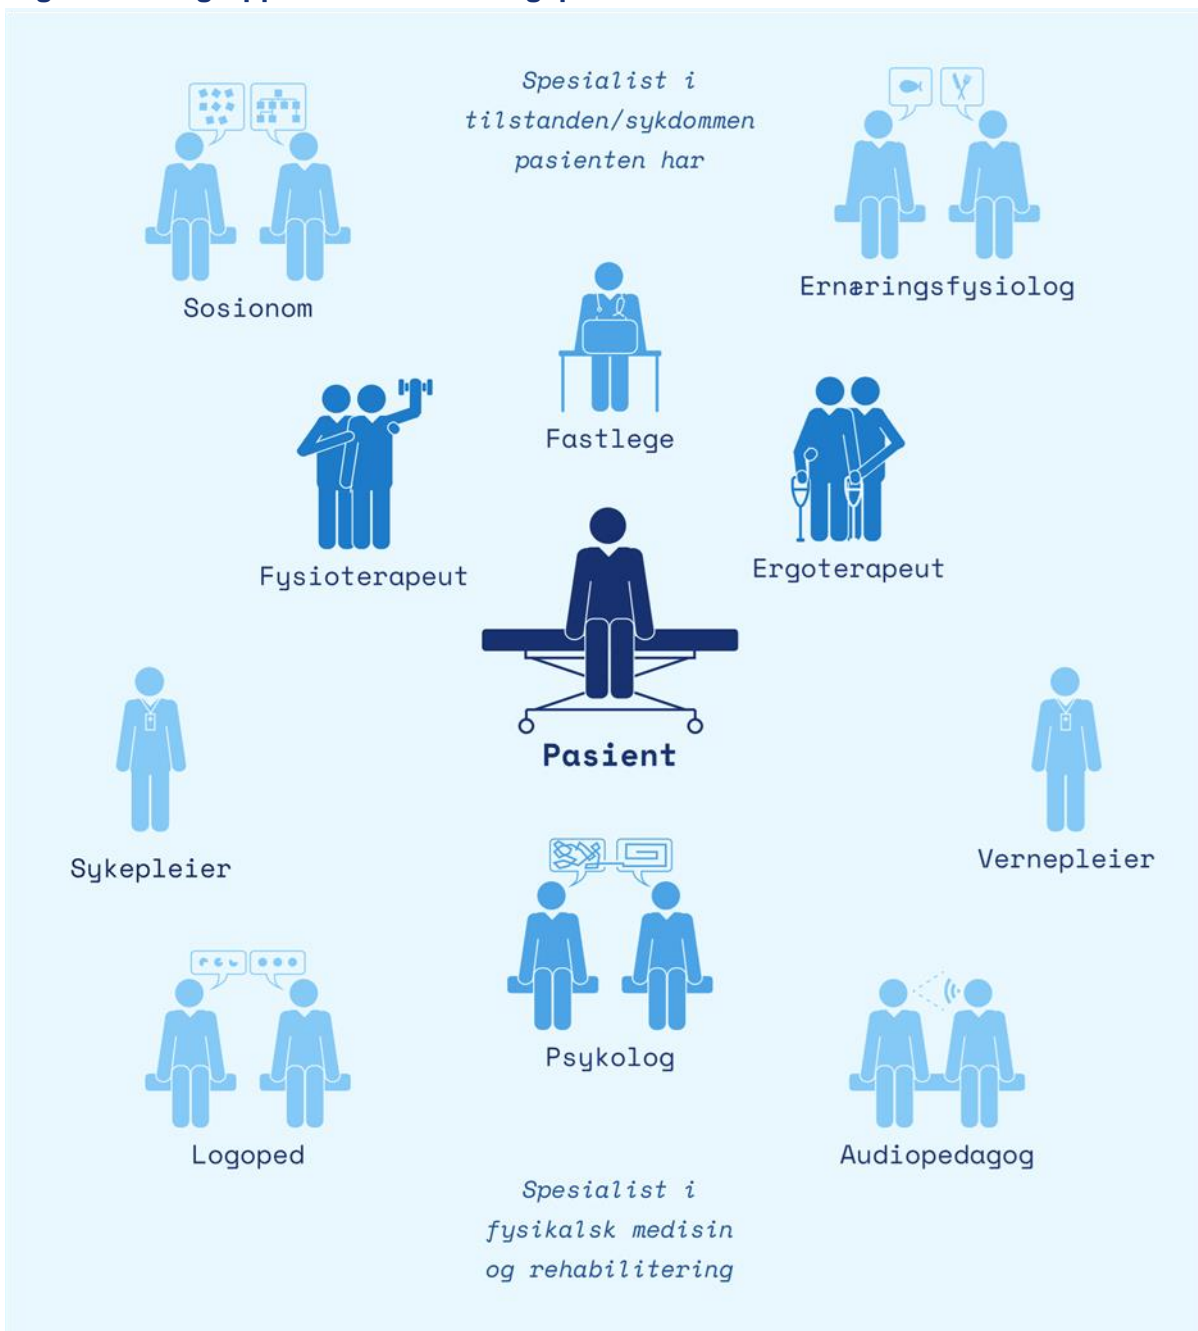 Spesialist i
tilstanden/sykdommen
pasienten har
Sosionom
Ernæringsfysiolog
Fastlege
Fysioterapeut
Ergoterapeut
Pasient
Sykepleier
Vernepleier
Psykolog
Logoped
Audiopedagog
Spesialist i
fysikalsk medisin
og rehabilitering